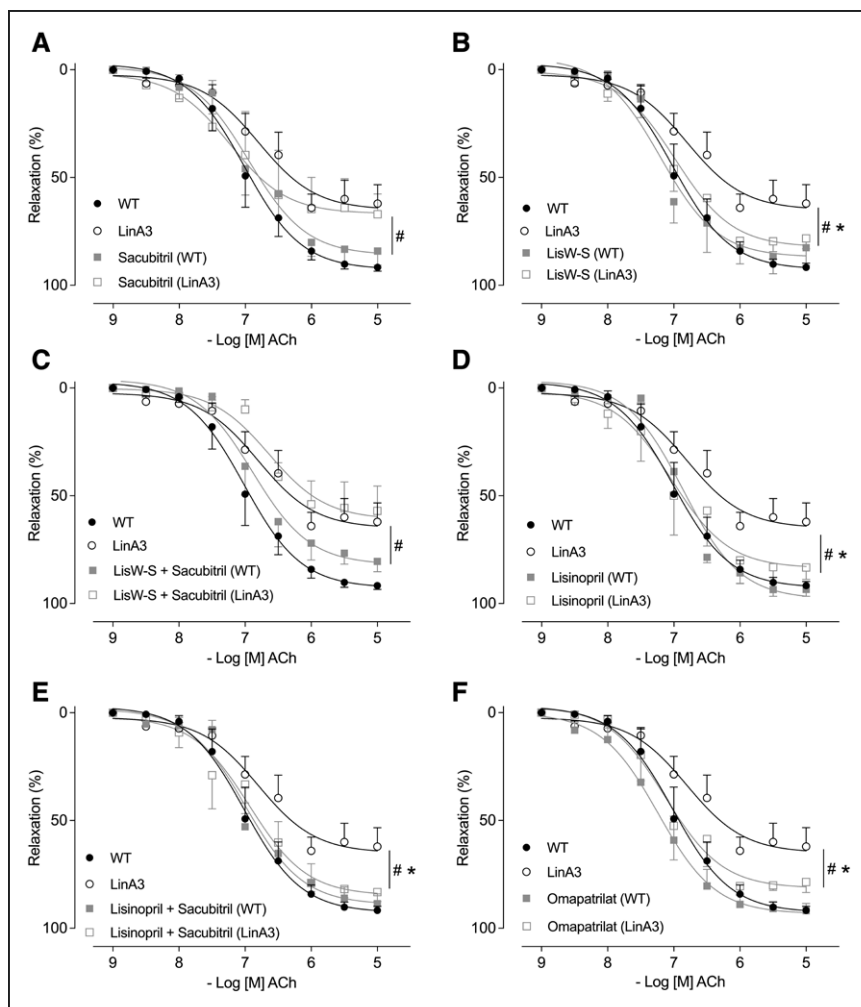 A
0
50
100
Relaxation (%)
WT
LinA3
Sacubitril (WT)
Sacubitril (LinA3)
#
9 8 7 6 5
- Log [M] ACh
B
0
50
100
Relaxation (%)
WT
LinA3
LisW-S (WT)
LisW-S (LinA3)
# *
9 8 7 6 5
- Log [M] ACh
C
0
50
100
Relaxation (%)
WT
LinA3
LisW-S + Sacubitril (WT)
LisW-S + Sacubitril (LinA3)
#
9 8 7 6 5
- Log [M] ACh
D
0
50
100
Relaxation (%)
WT
LinA3
Lisinopril (WT)
Lisinopril (LinA3)
# *
9 8 7 6 5
- Log [M] ACh
E
0
50
100
Relaxation (%)
WT
LinA3
Lisinopril + Sacubitril (WT)
Lisinopril + Sacubitril (LinA3)
# *
9 8 7 6 5
- Log [M] ACh
F
0
50
100
Relaxation (%)
WT
LinA3
Omapatrilat (WT)
Omapatrilat (LinA3)
# *
9 8 7 6 5
- Log [M] ACh